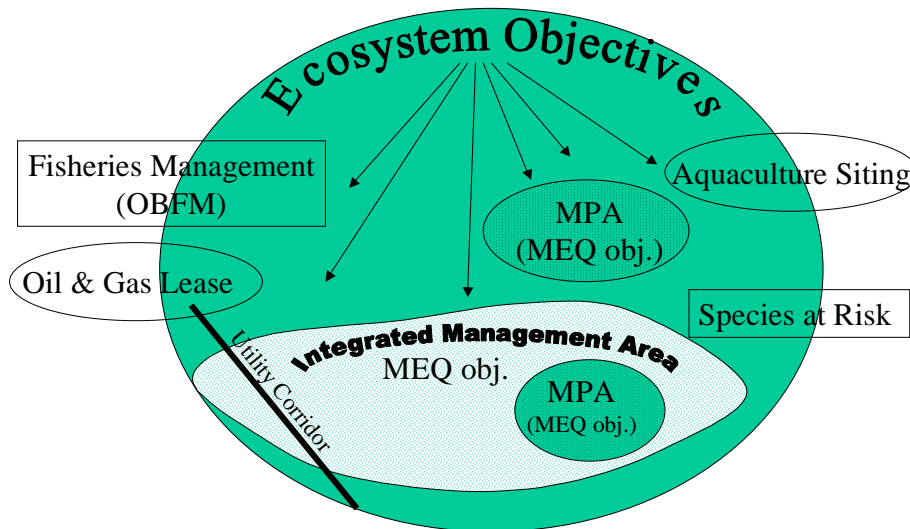 Ecosystem Objectives
Fisheries Management
(OBFM)
Aquaculture Siting
MPA
(MEQ obj.)
Oil & Gas Lease
Species at Risk
Integrated Management Area
MEQ obj.
Utility Corridor
MPA
(MEQ obj.)